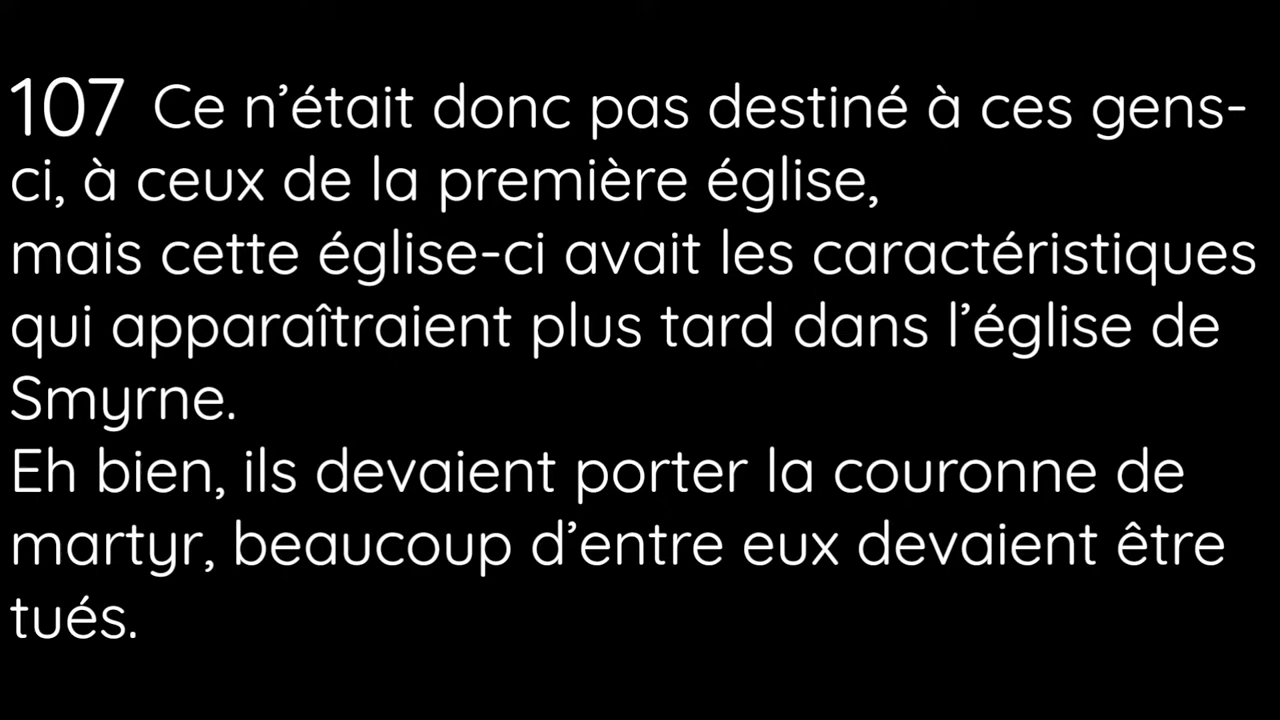 107 Ce n’était donc pas destiné à ces gens-
ci, à ceux de la première église,
mais cette église-ci avait les caractéristiques
qui apparaîtraient plus tard dans l’église de
Smyrne.
Eh bien, ils devaient porter la couronne de
martyr, beaucoup d’entre eux devaient être
tués.